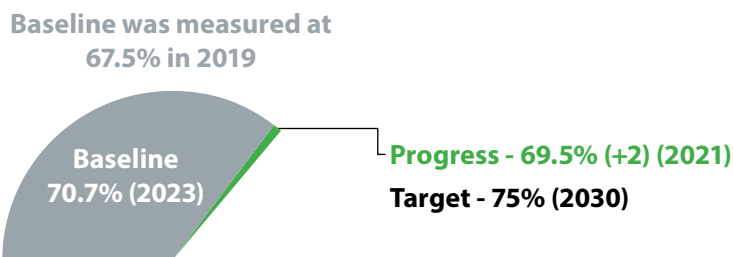 Baseline was measured at
67.5% in 2019
Baseline
70.7% (2023)
Progress - 69.5% (+2) (2021)
Target - 75% (2030)